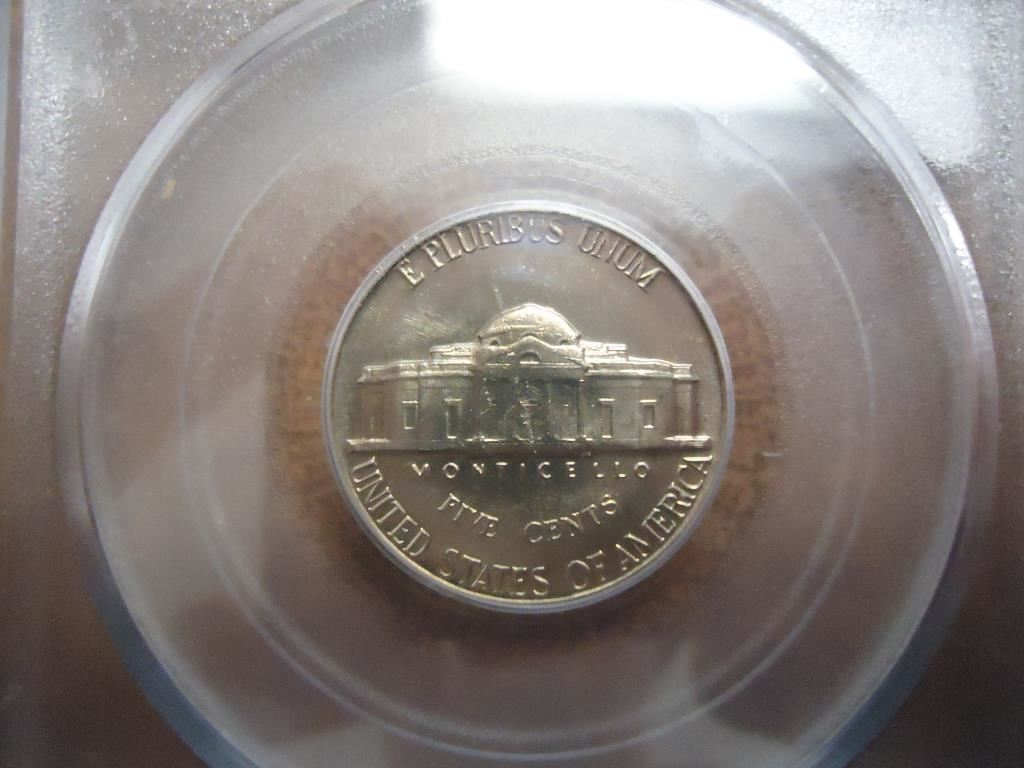 E PLURIBUS UNUM
MONTICELLO
FIVE CENTS
UNITED STATES OF AMERICA